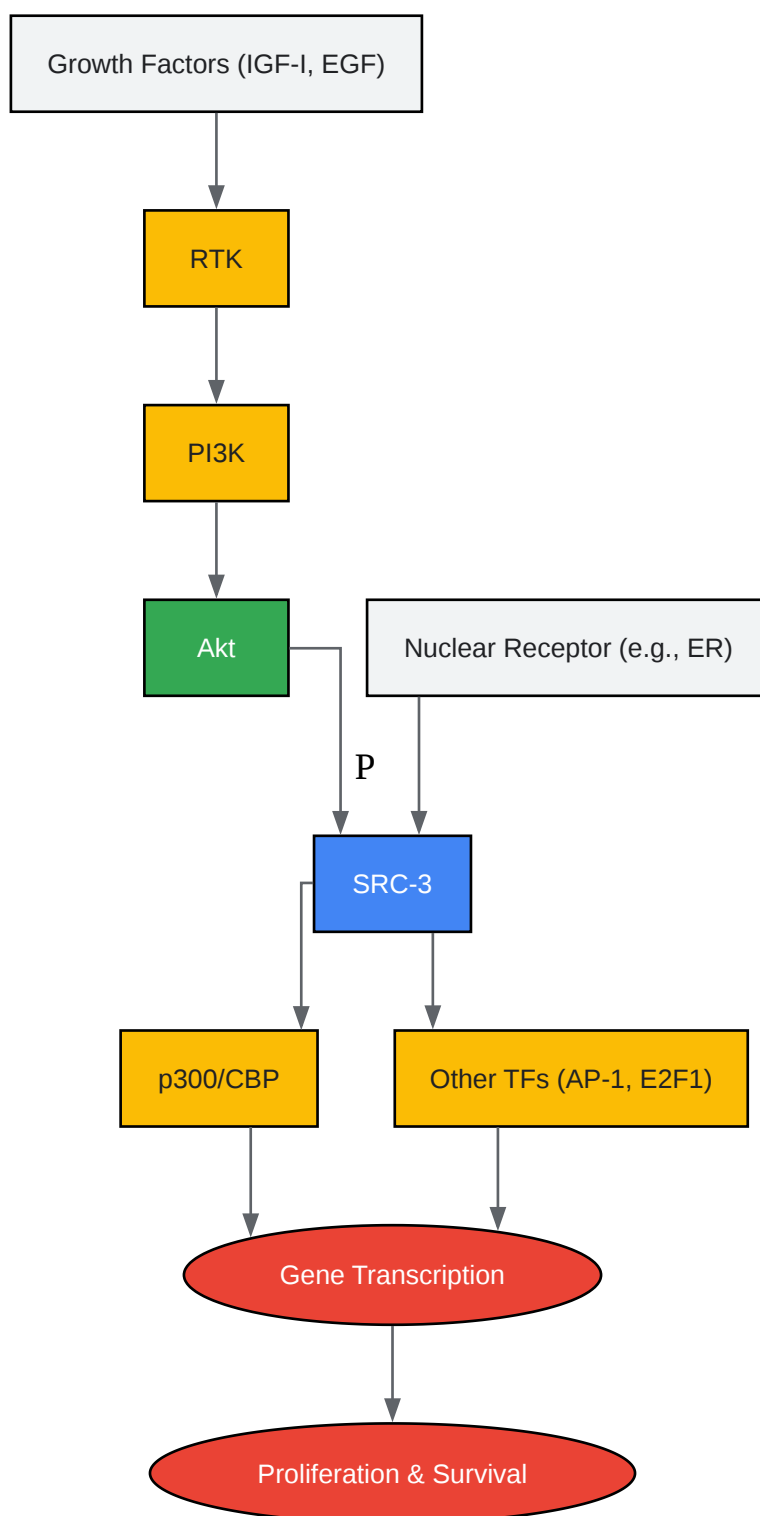 Growth Factors (IGF-I, EGF)
RTK
PI3K
Akt
Nuclear Receptor (e.g., ER)
P
SRC-3
p300/CBP
Other TFs (AP-1, E2F1)
Gene Transcription
Proliferation & Survival